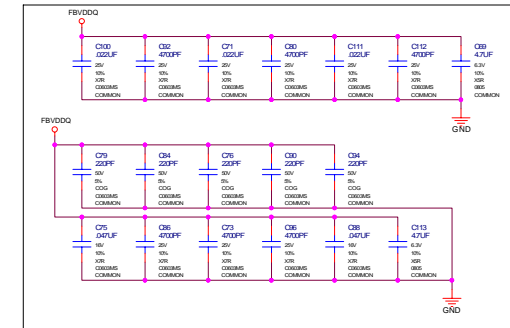 FBVDDQ
C100 C92 C71 C80 C111 C112 C69
.022UF 4700PF .022UF 4700PF .022UF 4700PF 4.7UF
25V 25V 25V 25V 25V 25V 6.3V
10% 10% 10% 10% 10% 10% 10%
X7R X7R X7R X7R X7R X7R X5R
C0603MS C0603MS C0603MS C0603MS C0603MS C0603MS 0805
COMMON COMMON COMMON COMMON COMMON COMMON COMMON
GND
FBVDDQ
C79 C84 C76 C90 C94
220PF 220PF 220PF 220PF 220PF
50V 50V 50V 50V 50V
5% 5% 5% 5% 5%
COG COG COG COG COG
C0603MS C0603MS C0603MS C0603MS C0603MS
COMMON COMMON COMMON COMMON COMMON
C75 C86 C73 C96 C88 C113
.047UF 4700PF 4700PF 4700PF .047UF 4.7UF
16V 25V 25V 25V 16V 6.3V
10% 10% 10% 10% 10% 10%
X7R X7R X7R X7R X7R X5R
C0603MS C0603MS C0603MS C0603MS C0603MS 0805
COMMON COMMON COMMON COMMON COMMON COMMON
GND